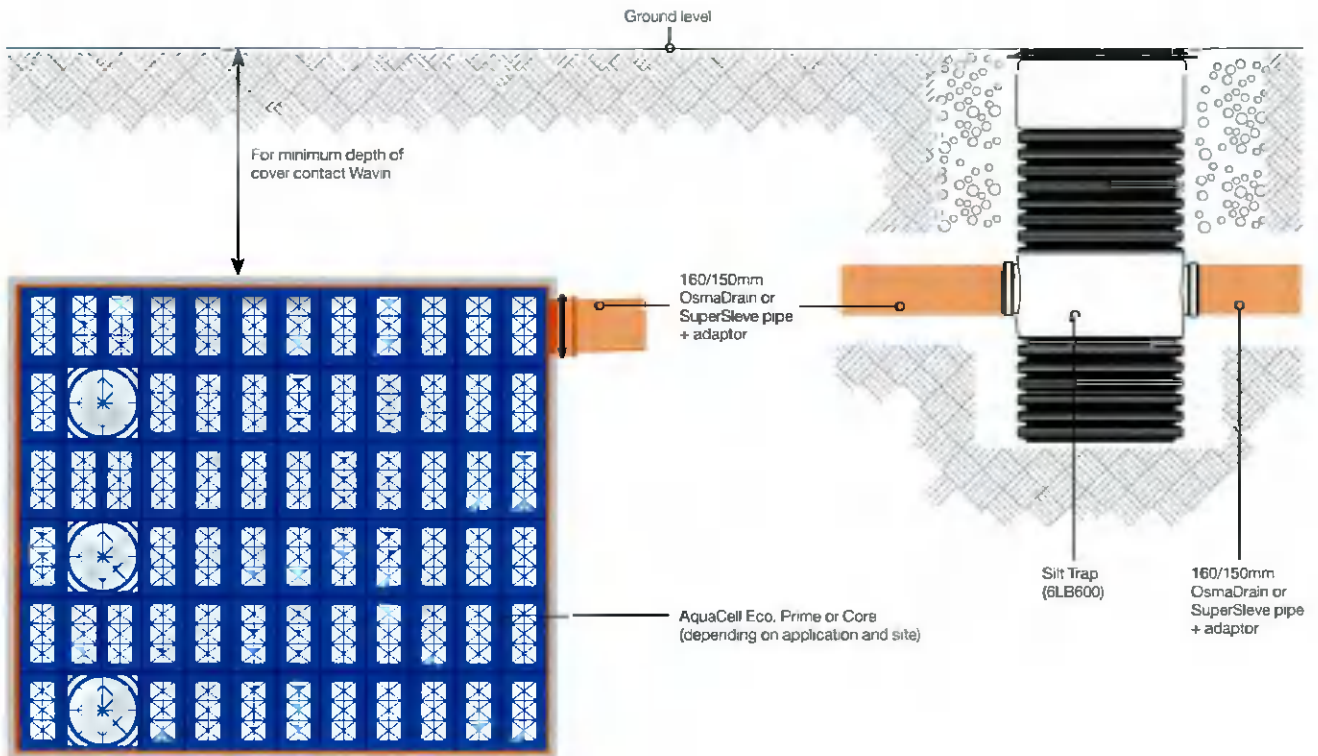 Ground level
For minimum depth of
cover contact Wavin
160/150mm
OsmaDrain or
SuperSleve pipe
+ adaptor
AquaCell Eco, Prime or Core
(depending on application and site)
Silt Trap
(6LB600)
160/150mm
OsmaDrain or
SuperSleve pipe
+ adaptor